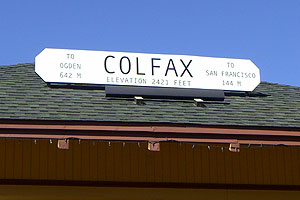 TO
OGDEN
642 M
COLFAX
ELEVATION 2421 FEET
TO
SAN FRANCISCO
144 M